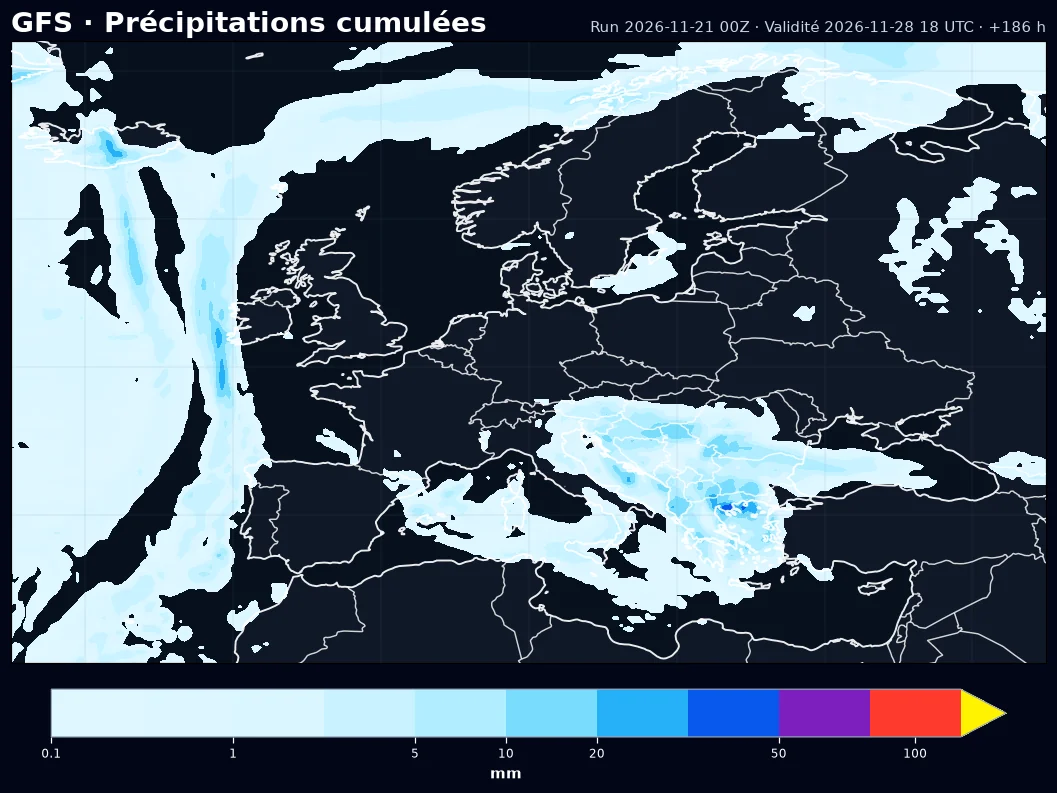 GFS · Précipitations cumulées
Run 2026-11-21 00Z · Validité 2026-11-28 18 UTC · +186 h
0.1 1 5 10 20 50 100
mm